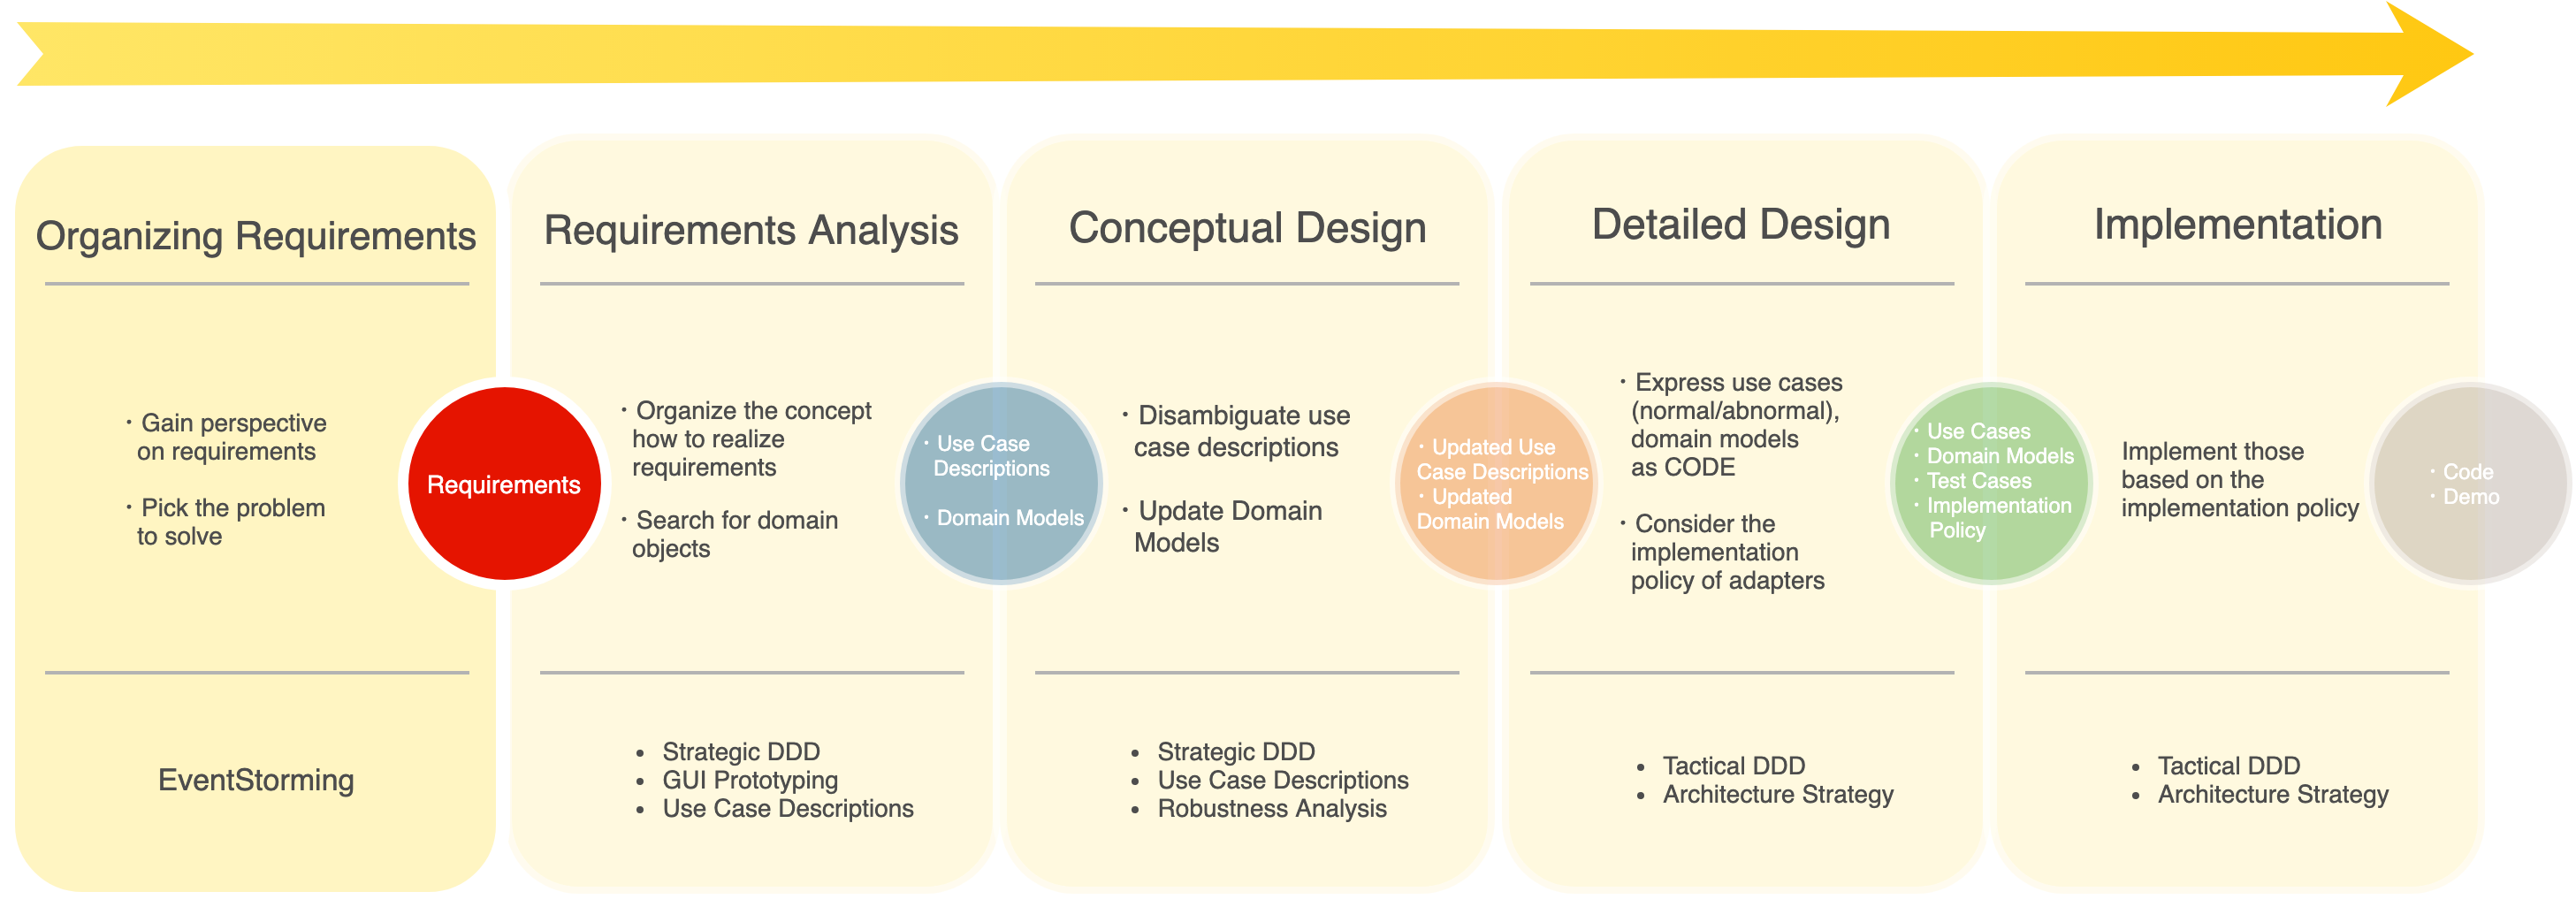 Organizing Requirements
・Gain perspective
on requirements
・Pick the problem
to solve
EventStorming
Requirements
Requirements Analysis
・Organize the concept
how to realize
requirements
・Search for domain
objects
• Strategic DDD
• GUI Prototyping
• Use Case Descriptions
・Use Case
Descriptions
・Domain Models
Conceptual Design
・Disambiguate use
case descriptions
・Update Domain
Models
• Strategic DDD
• Use Case Descriptions
• Robustness Analysis
・Updated Use
Case Descriptions
・Updated
Domain Models
Detailed Design
・Express use cases
(normal/abnormal),
domain models
as CODE
・Consider the
implementation
policy of adapters
• Tactical DDD
• Architecture Strategy
・Use Cases
・Domain Models
・Test Cases
・Implementation
Policy
Implementation
Implement those
based on the
implementation policy
• Tactical DDD
• Architecture Strategy
・Code
・Demo